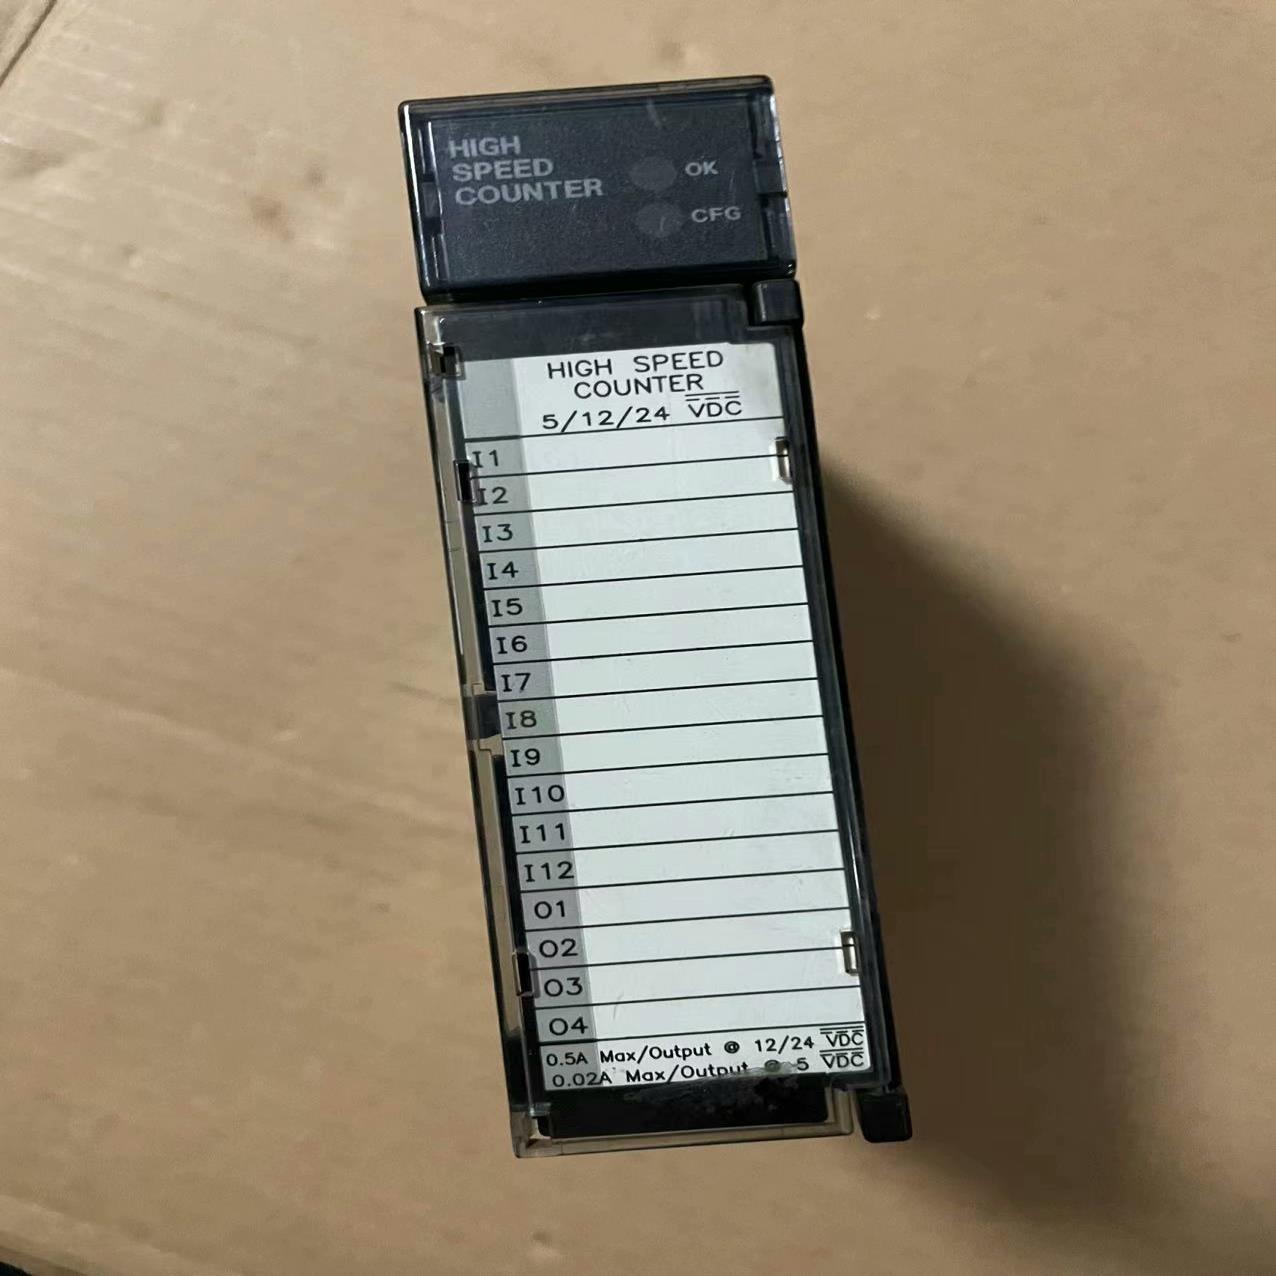 HIGH
SPEED
COUNTER
OK
CFG
HIGH SPEED
COUNTER
5/12/24 VDC
I1
I2
I3
I4
I5
I6
I7
I8
I9
I10
I11
I12
O1
O2
O3
O4
0.5A Max/Output @ 12/24 VDC
0.02A Max/Output @ 5 VDC